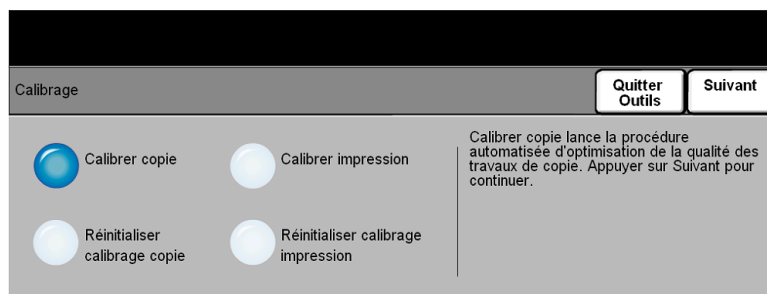 Calibrage
Quitter
Outils
Suivant
Calibrer copie
Calibrer impression
Réinitialiser
calibrage copie
Réinitialiser calibrage
impression
Calibrer copie lance la procédure
automatisée d'optimisation de la qualité des
travaux de copie. Appuyer sur Suivant pour
continuer.